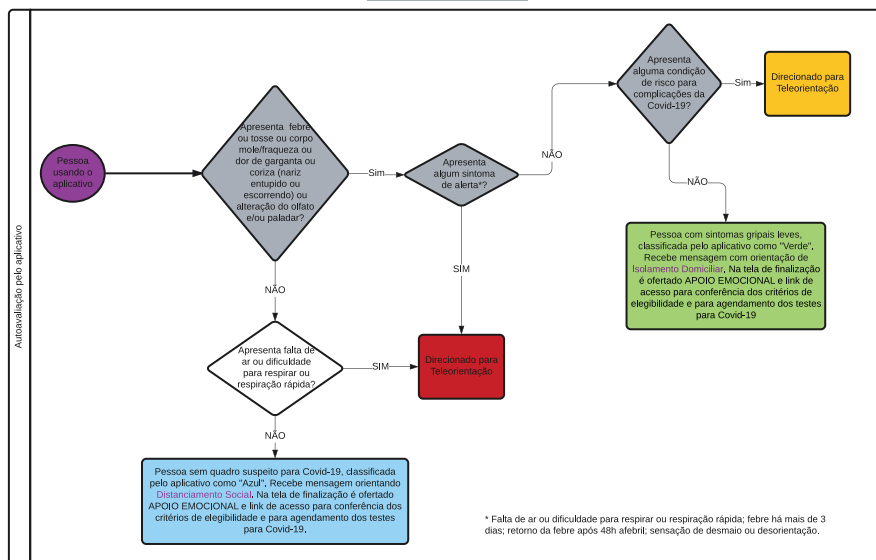 Autoavaliação pelo aplicativo
Pessoa
usando o
aplicativo
Apresenta febre
ou tosse ou corpo
mole/fraqueza ou
dor de garganta ou
coriza (nariz
entupido ou
escorrendo) ou
alteração do olfato
e/ou paladar?
Sim
Apresenta
algum sintoma
de alerta*?
NÃO
Apresenta
alguma condição
de risco para
complicações da
Covid-19?
Sim
Direcionado para
Teleorientação
NÃO
Pessoa com sintomas gripais leves,
classificada pelo aplicativo como "Verde".
Recebe mensagem com orientação de
Isolamento Domiciliar. Na tela de finalização
é ofertado APOIO EMOCIONAL e link de
acesso para conferência dos critérios de
elegibilidade e para agendamento dos testes
para Covid-19
SIM
NÃO
Apresenta falta de
ar ou dificuldade
para respirar ou
respiração rápida?
SIM
Direcionado para
Teleorientação
NÃO
Pessoa sem quadro suspeito para Covid-19, classificada
pelo aplicativo como "Azul". Recebe mensagem orientando
Distanciamento Social. Na tela de finalização é ofertado
APOIO EMOCIONAL e link de acesso para conferência dos
critérios de elegibilidade e para agendamento dos testes
para Covid-19.
* Falta de ar ou dificuldade para respirar ou respiração rápida; febre há mais de 3
dias; retorno da febre após 48h afebril; sensação de desmaio ou desorientação.